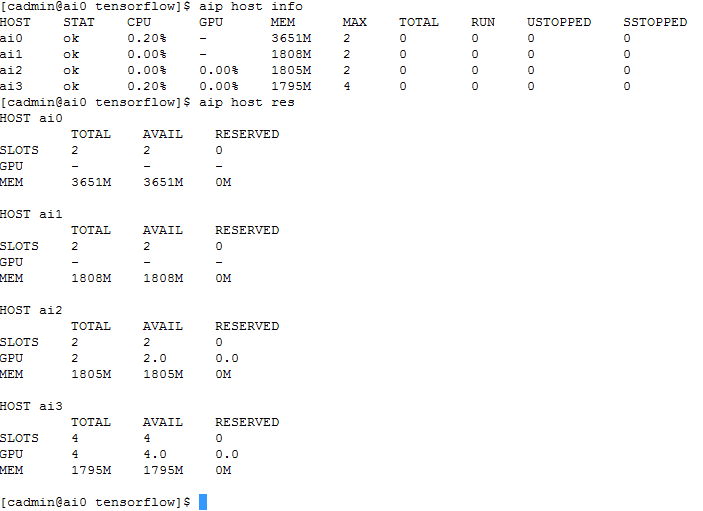 [cadmin@ai0 tensorflow]$ aip host info
HOST STAT CPU GPU MEM MAX TOTAL RUN USTOPPED SSTOPPED
ai0 ok 0.20% – 3651M 2 0 0 0 0
ai1 ok 0.00% – 1808M 2 0 0 0 0
ai2 ok 0.00% 0.00% 1805M 2 0 0 0 0
ai3 ok 0.20% 0.00% 1795M 4 0 0 0 0
[cadmin@ai0 tensorflow]$ aip host res
HOST ai0
TOTAL AVAIL RESERVED
SLOTS 2 2 0
GPU – – –
MEM 3651M 3651M 0M
HOST ai1
TOTAL AVAIL RESERVED
SLOTS 2 2 0
GPU – – –
MEM 1808M 1808M 0M
HOST ai2
TOTAL AVAIL RESERVED
SLOTS 2 2 0
GPU 2 2.0 0.0
MEM 1805M 1805M 0M
HOST ai3
TOTAL AVAIL RESERVED
SLOTS 4 4 0
GPU 4 4.0 0.0
MEM 1795M 1795M 0M
[cadmin@ai0 tensorflow]$